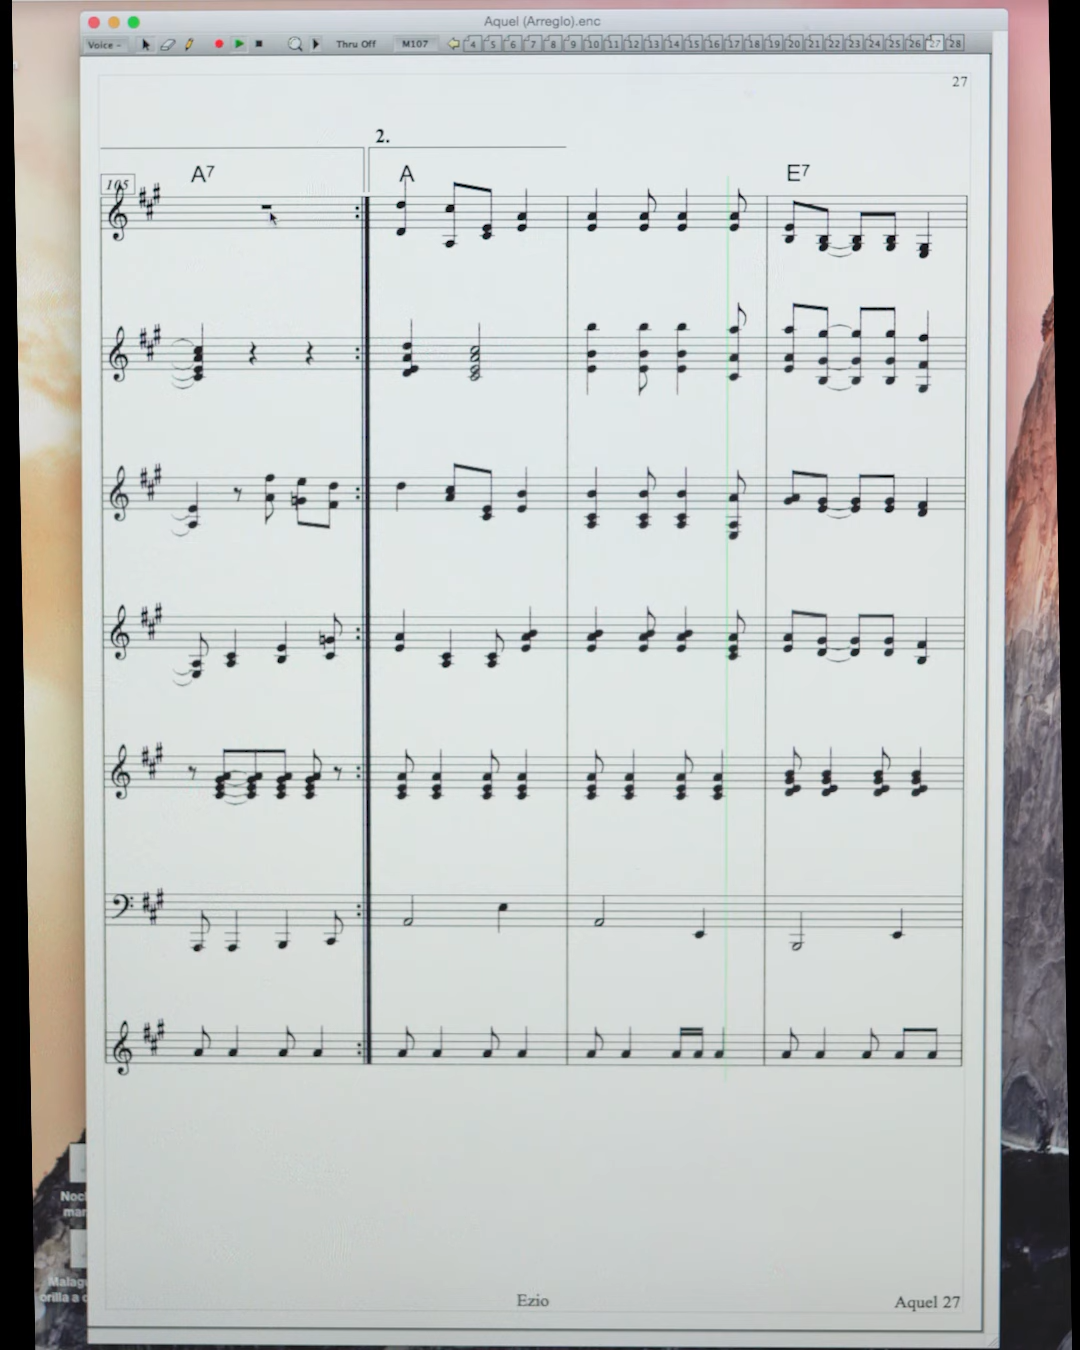 Aquel (Arreglo).enc
Voice
Thru Off M107 4 5 6 7 8 9 10 11 12 13 14 15 16 17 18 19 20 21 22 23 24 25 26 27 28
27
2.
A7 A E7
105
Ezio
Aquel 27